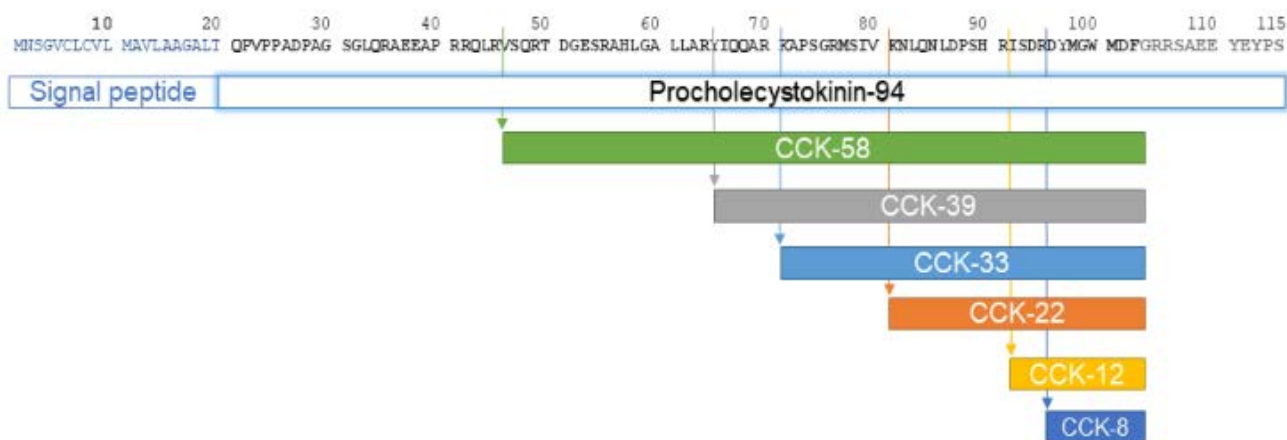 10 20 30 40 50 60 70 82 90 100 110 115
MNSGVCLCVL MAVLAAGALT QPVPPADPAG SGLQRAEEAP RRQLRVSQRT DGESRAHLGA LLARYIQQAR KAPSGRMSIV KNLQNLDPSH RISDRDYMGW MDFGRRSAEE YEYPS
Signal peptide Procholecystokinin-94
CCK-58
CCK-39
CCK-33
CCK-22
CCK-12
CCK-8